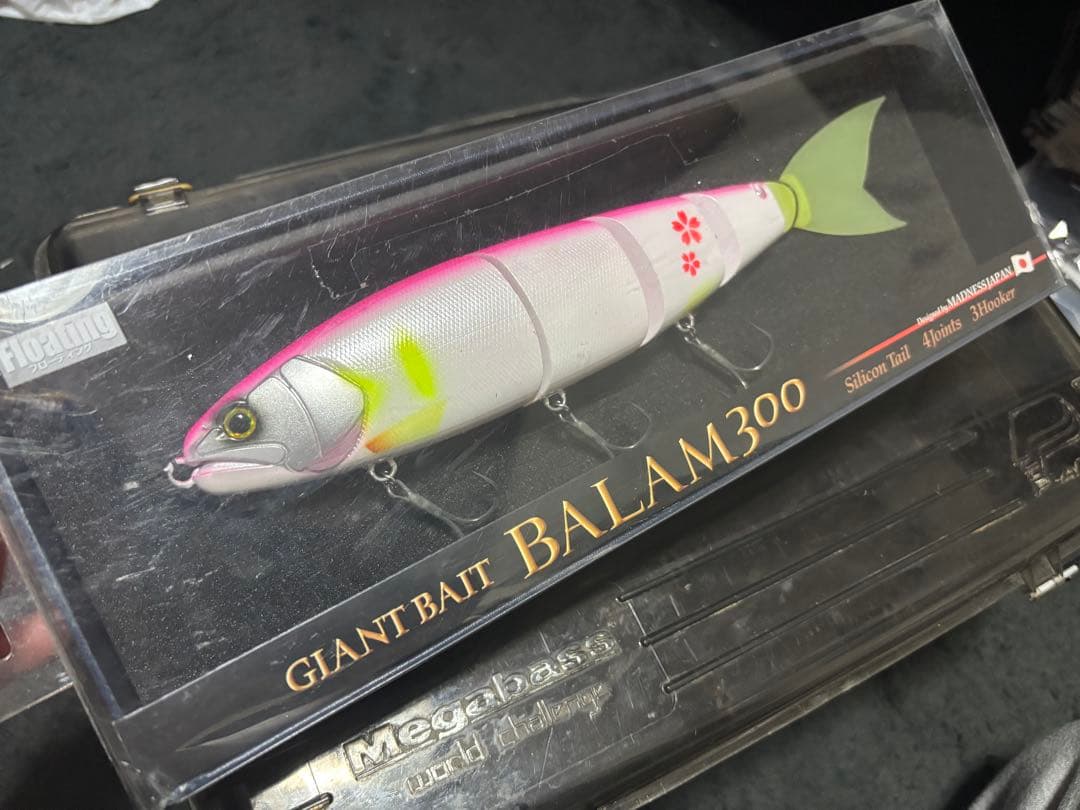 Floating
フローティング
Designed by MADNESS JAPAN
Silicon Tail 4Joints 3Hooker
GIANT BAIT BALAM300
Megabass
world challenge